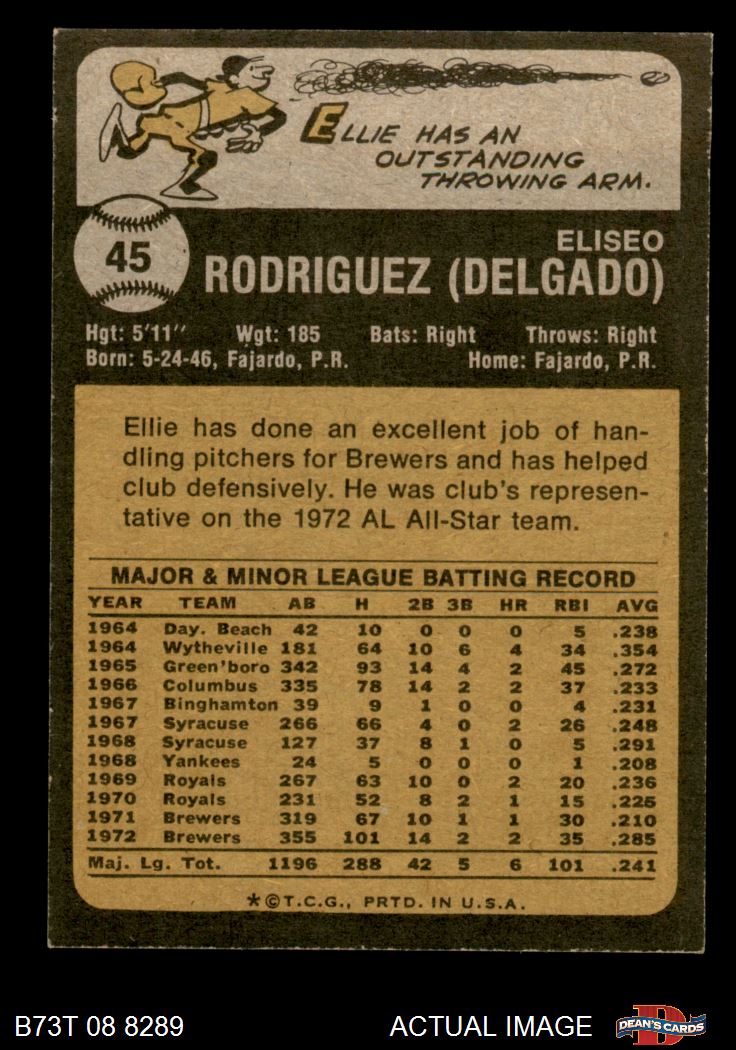 ELLIE HAS AN
OUTSTANDING
THROWING ARM.
45
ELISEO
RODRIGUEZ (DELGADO)
Hgt: 5'11" Wgt: 185 Bats: Right Throws: Right
Born: 5-24-46, Fajardo, P.R. Home: Fajardo, P.R.
Ellie has done an excellent job of han-
dling pitchers for Brewers and has helped
club defensively. He was club's represen-
tative on the 1972 AL All-Star team.
MAJOR & MINOR LEAGUE BATTING RECORD
YEAR TEAM AB H 2B 3B HR RBI AVG
1964 Day. Beach 42 10 0 0 0 5 .238
1964 Wytheville 181 64 10 6 4 34 .354
1965 Green'boro 342 93 14 4 2 45 .272
1966 Columbus 335 78 14 2 2 37 .233
1967 Binghamton 39 9 1 0 0 4 .231
1967 Syracuse 266 66 4 0 2 26 .248
1968 Syracuse 127 37 8 1 0 5 .291
1968 Yankees 24 5 0 0 0 1 .208
1969 Royals 267 63 10 0 2 20 .236
1970 Royals 231 52 8 2 1 15 .225
1971 Brewers 319 67 10 1 1 30 .210
1972 Brewers 355 101 14 2 2 35 .285
Maj. Lg. Tot. 1196 288 42 5 6 101 .241
*©T.C.G., PRTD. IN U.S.A.
B73T 08 8289 ACTUAL IMAGE D DEAN'S CARDS